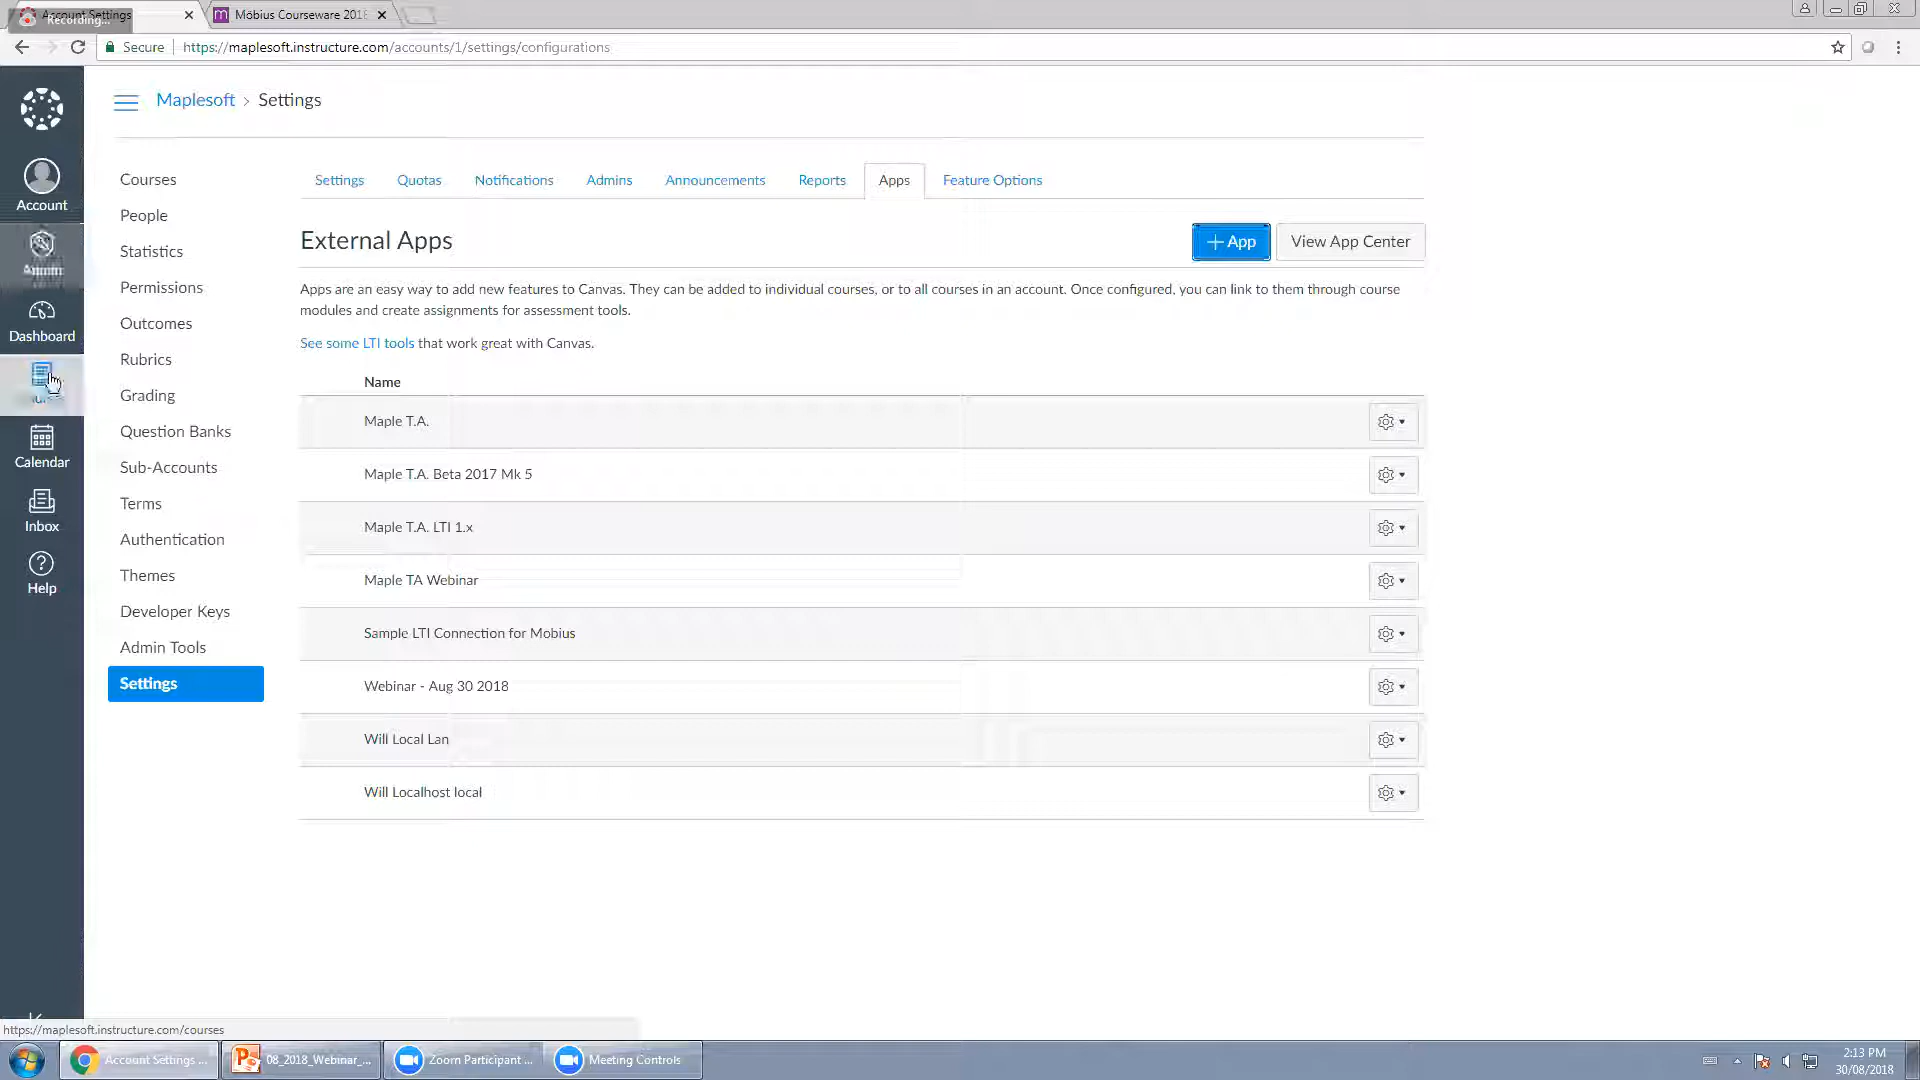 Account Settings
Recording...
Möbius Courseware 2018
Secure
https://maplesoft.instructure.com/accounts/1/settings/configurations
Maplesoft > Settings
Account
Admin
Dashboard
Calendar
Inbox
Help
Courses
People
Statistics
Permissions
Outcomes
Rubrics
Grading
Question Banks
Sub-Accounts
Terms
Authentication
Themes
Developer Keys
Admin Tools
Settings
Settings Quotas Notifications Admins Announcements Reports Apps Feature Options
External Apps
+ App
View App Center
Apps are an easy way to add new features to Canvas. They can be added to individual courses, or to all courses in an account. Once configured, you can link to them through course
modules and create assignments for assessment tools.
See some LTI tools that work great with Canvas.
Name
Maple T.A.
Maple T.A. Beta 2017 Mk 5
Maple T.A. LTI 1.x
Maple TA Webinar
Sample LTI Connection for Mobius
Webinar - Aug 30 2018
Will Local Lan
Will Localhost local
https://maplesoft.instructure.com/courses
Account Settings ...
08_2018_Webinar_...
Zoom Participant ...
Meeting Controls
2:13 PM
30/08/2018